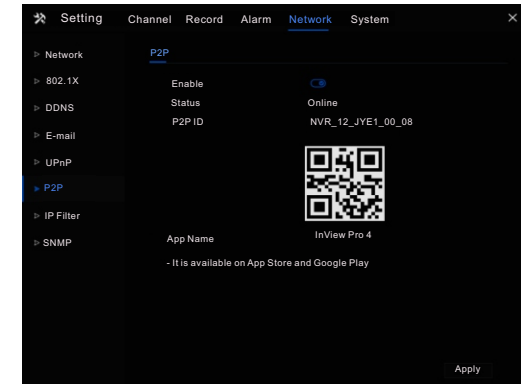 Setting Channel Record Alarm Network System
Network
802.1X
DDNS
E-mail
UPnP
P2P
IP Filter
SNMP
P2P
Enable
Status Online
P2P ID NVR_12_JYE1_00_08
App Name InView Pro 4
- It is available on App Store and Google Play
Apply